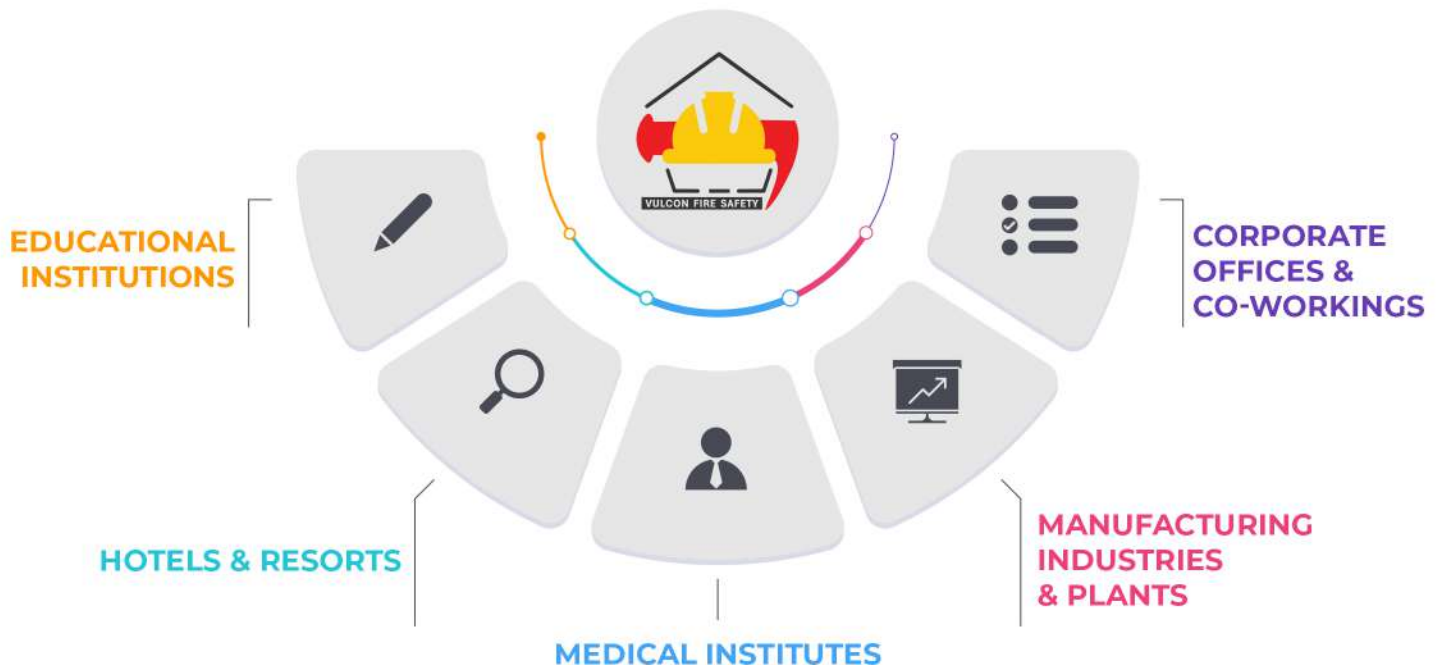 VULCON FIRE SAFETY
EDUCATIONAL
INSTITUTIONS
HOTELS & RESORTS
MEDICAL INSTITUTES
MANUFACTURING
INDUSTRIES
& PLANTS
CORPORATE
OFFICES &
CO-WORKINGS